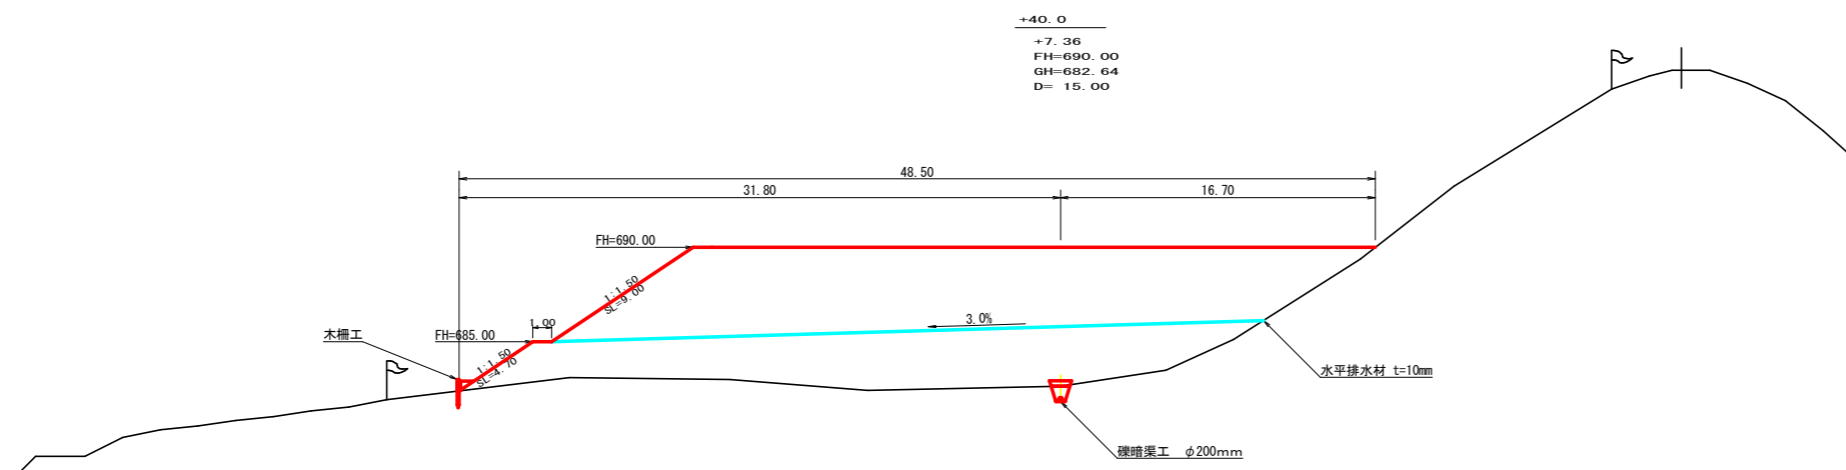 +40.0
+7.36
FH=690.00
GH=682.64
D= 15.00
48.50
31.80
16.70
FH=690.00
1:1.50
SL=9.00
1.00
3.0%
木柵工
FH=685.00
1:1.50
SL=4.70
水平排水材 t=10mm
礫暗渠工 φ200mm